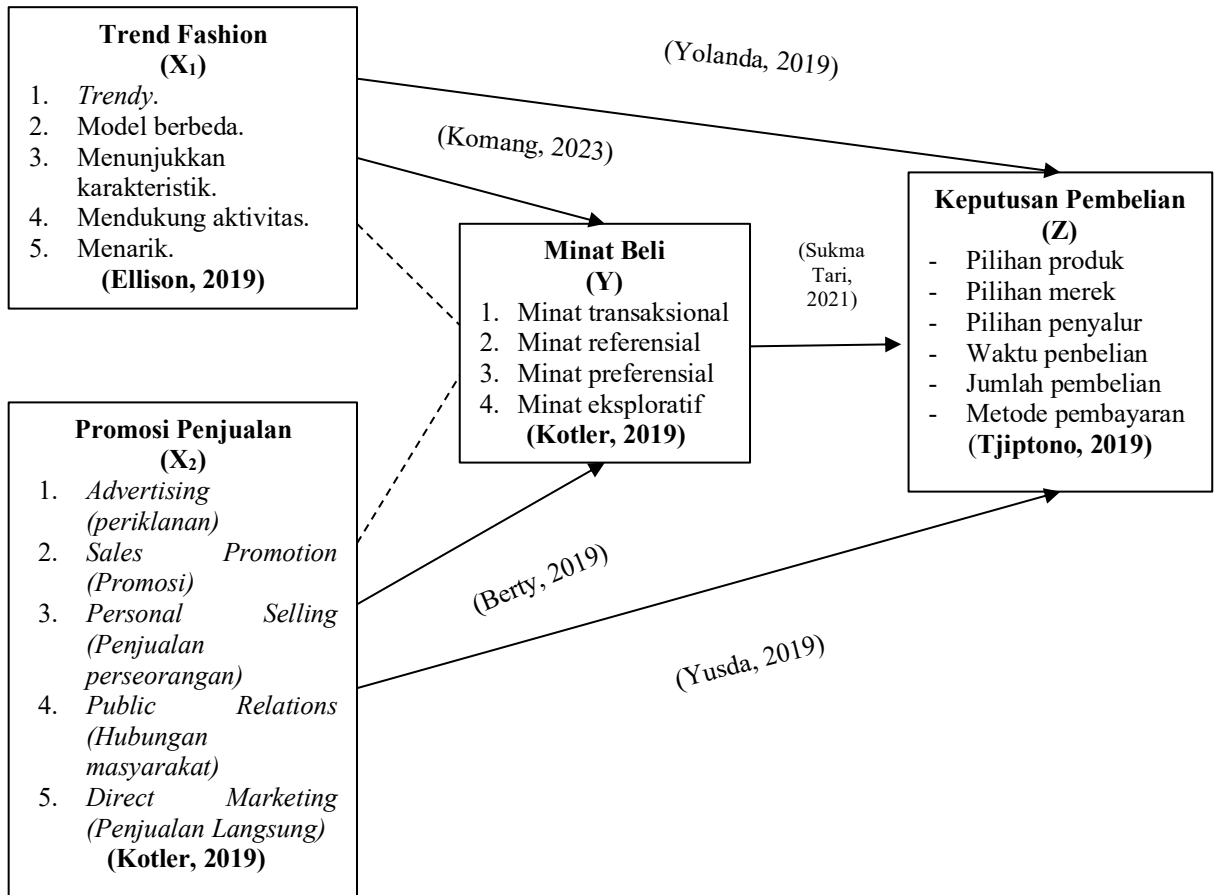 Trend Fashion
(X₁)
1. Trendy.
2. Model berbeda.
3. Menunjukkan
karakteristik.
4. Mendukung aktivitas.
5. Menarik.
(Ellison, 2019)
(Yolanda, 2019)
(Komang, 2023)
Minat Beli
(Y)
1. Minat transaksional
2. Minat referensial
3. Minat preferensial
4. Minat eksploratif
(Kotler, 2019)
(Sukma
Tari,
2021)
Keputusan Pembelian
(Z)
- Pilihan produk
- Pilihan merek
- Pilihan penyalur
- Waktu penbelian
- Jumlah pembelian
- Metode pembayaran
(Tjiptono, 2019)
Promosi Penjualan
(X₂)
1. Advertising
(periklanan)
2. Sales Promotion
(Promosi)
3. Personal Selling
(Penjualan
perseorangan)
4. Public Relations
(Hubungan
masyarakat)
5. Direct Marketing
(Penjualan Langsung)
(Kotler, 2019)
(Berty, 2019)
(Yusda, 2019)